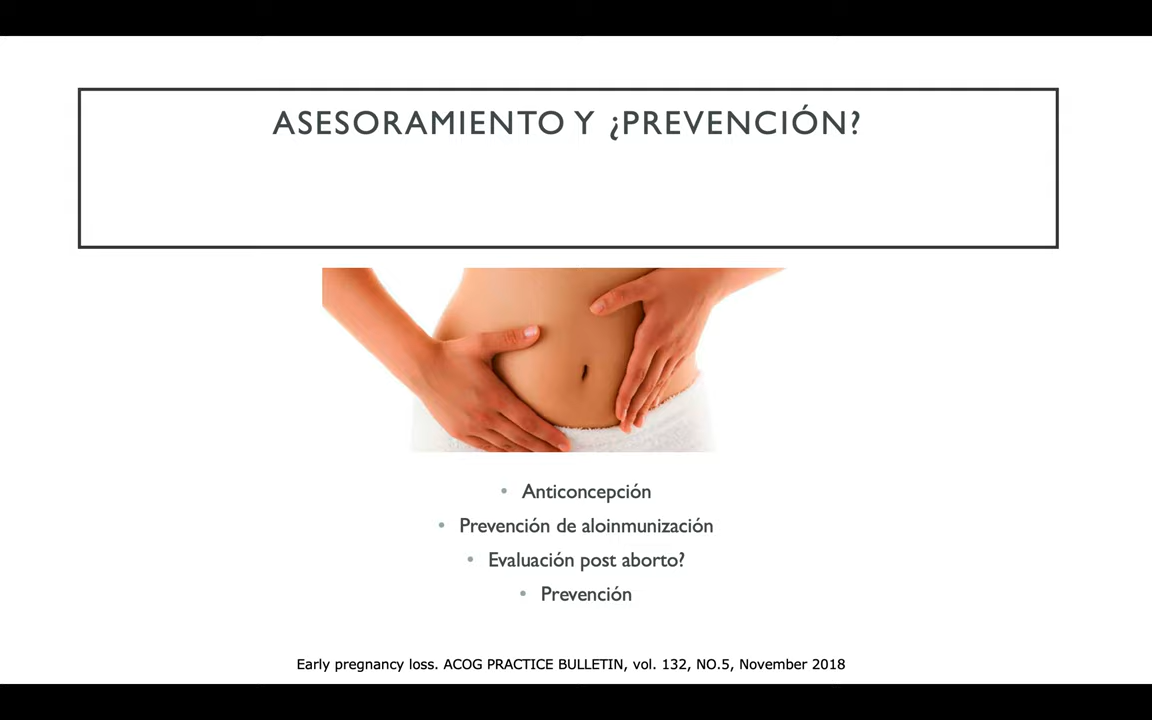 ASESORAMIENTO Y ¿PREVENCIÓN?
• Anticoncepción
• Prevención de aloinmunización
• Evaluación post aborto?
• Prevención
Early pregnancy loss. ACOG PRACTICE BULLETIN, vol. 132, NO.5, November 2018